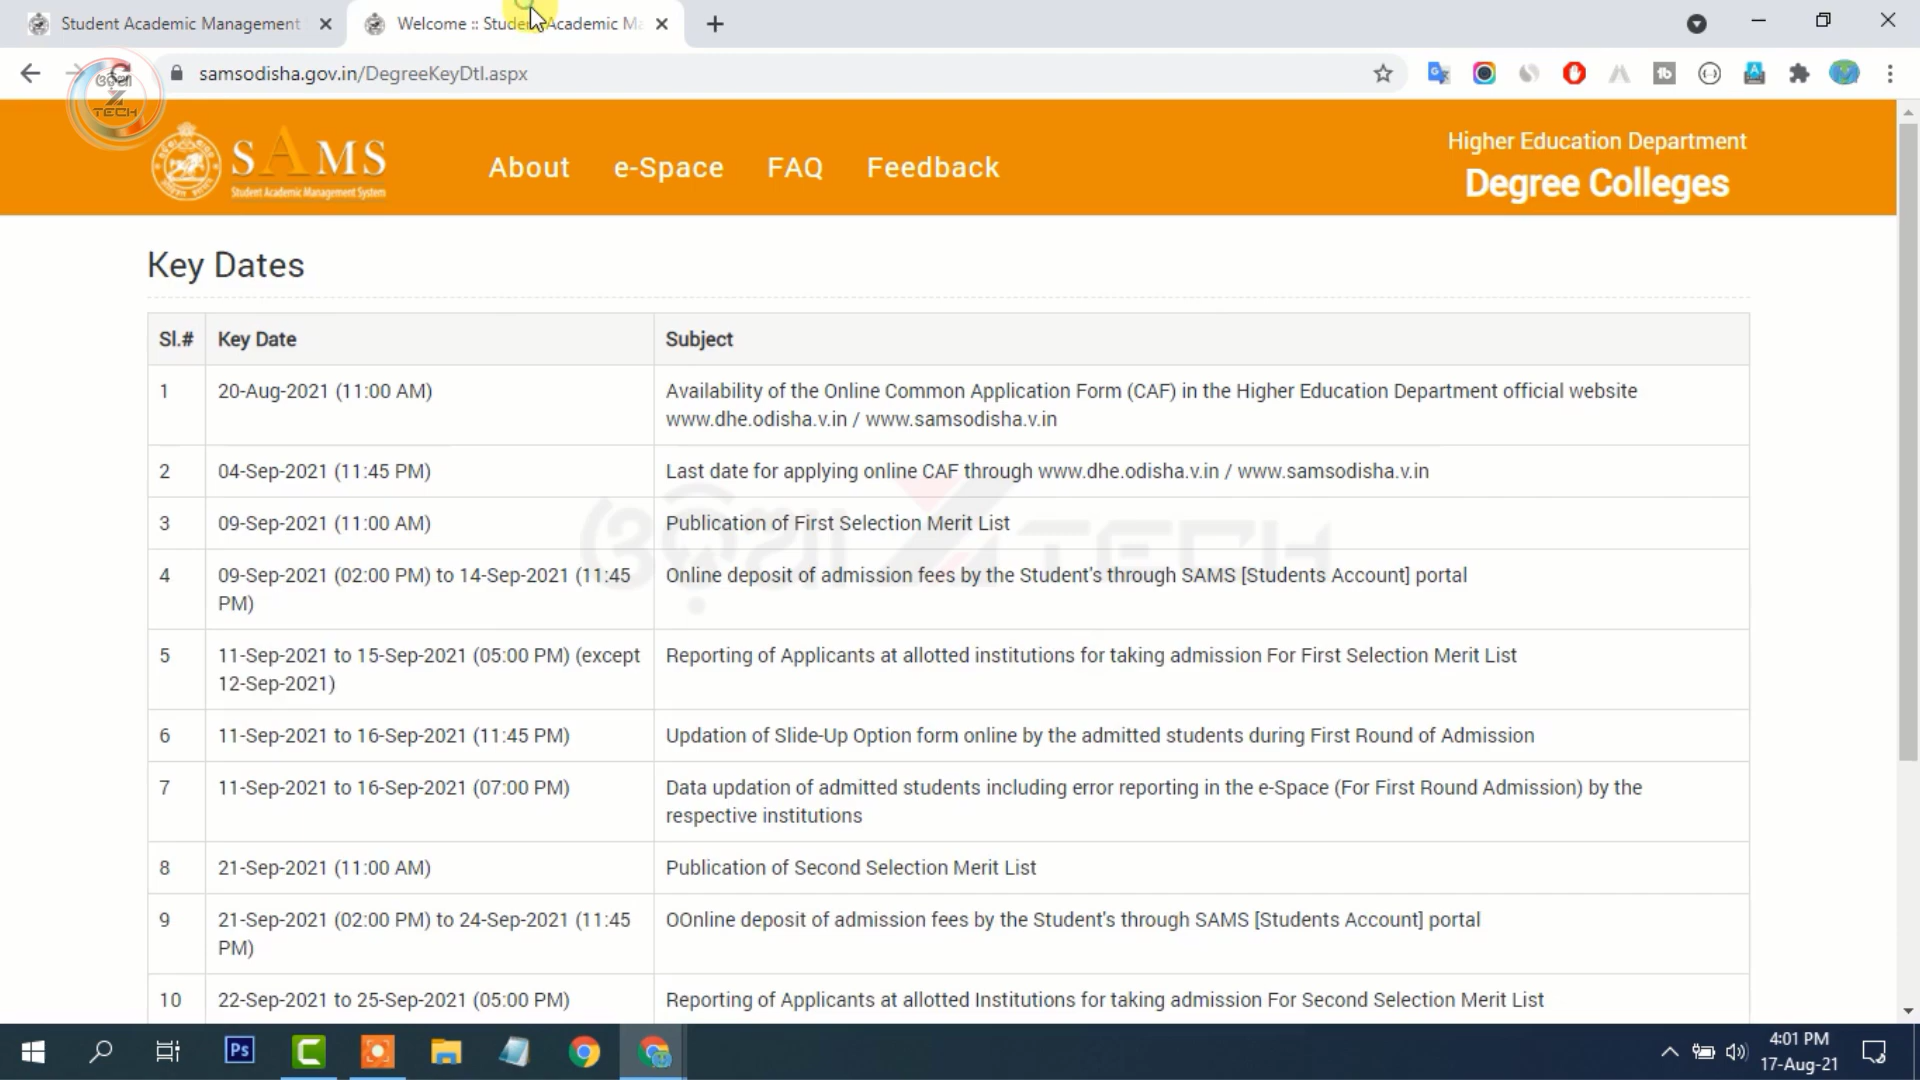 Student Academic Management
Welcome :: Student Academic Ma
samsodisha.gov.in/DegreeKeyDtl.aspx
ଓଡ଼ିଆ
Z
TECH
SAMS
Student Academic Management System
About e-Space FAQ Feedback
Higher Education Department
Degree Colleges
Key Dates
Sl.# Key Date Subject
1 20-Aug-2021 (11:00 AM) Availability of the Online Common Application Form (CAF) in the Higher Education Department official website
www.dhe.odisha.v.in / www.samsodisha.v.in
2 04-Sep-2021 (11:45 PM) Last date for applying online CAF through www.dhe.odisha.v.in / www.samsodisha.v.in
3 09-Sep-2021 (11:00 AM) Publication of First Selection Merit List
ଓଡ଼ିଆ Z TECH
4 09-Sep-2021 (02:00 PM) to 14-Sep-2021 (11:45 Online deposit of admission fees by the Student's through SAMS [Students Account] portal
PM)
5 11-Sep-2021 to 15-Sep-2021 (05:00 PM) (except Reporting of Applicants at allotted institutions for taking admission For First Selection Merit List
12-Sep-2021)
6 11-Sep-2021 to 16-Sep-2021 (11:45 PM) Updation of Slide-Up Option form online by the admitted students during First Round of Admission
7 11-Sep-2021 to 16-Sep-2021 (07:00 PM) Data updation of admitted students including error reporting in the e-Space (For First Round Admission) by the
respective institutions
8 21-Sep-2021 (11:00 AM) Publication of Second Selection Merit List
9 21-Sep-2021 (02:00 PM) to 24-Sep-2021 (11:45 OOnline deposit of admission fees by the Student's through SAMS [Students Account] portal
PM)
10 22-Sep-2021 to 25-Sep-2021 (05:00 PM) Reporting of Applicants at allotted Institutions for taking admission For Second Selection Merit List
Ps
4:01 PM
17-Aug-21